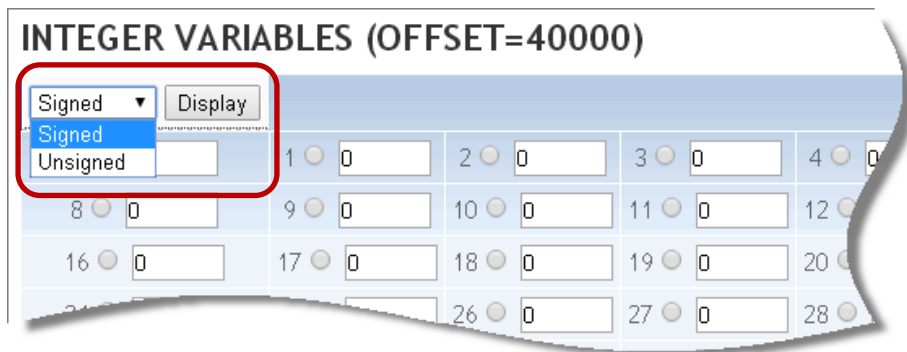 INTEGER VARIABLES (OFFSET=40000)
Signed Display
Signed
Unsigned
1 0 2 0 3 0 4
8 0 9 0 10 0 11 0 12
16 0 17 0 18 0 19 0 20
26 0 27 0 28